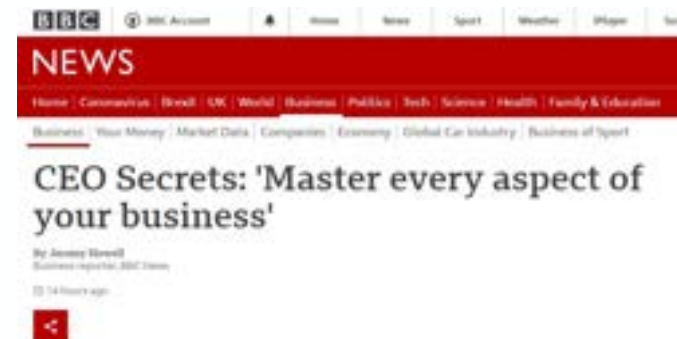 BBC BBC Account Home News Sport Weather iPlayer
NEWS
Home Coronavirus Brexit UK World Business Politics Tech Science Health Family & Education
Business Your Money Market Data Companies Economy Global Car Industry Business of Sport
CEO Secrets: 'Master every aspect of
your business'
By
Business reporter, BBC News
14 hours ago